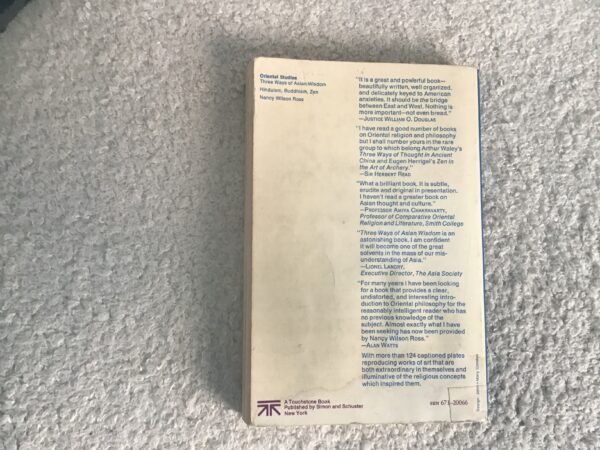 Oriental Studies
Three Ways of Asian Wisdom
Hinduism, Buddhism, Zen
Nancy Wilson Ross
"It is a great and powerful book—
beautifully written, well organized,
and delicately keyed to American
anxieties. It should be the bridge
between East and West. Nothing is
more important—not even bread."
—JUSTICE WILLIAM O. DOUGLAS
"I have read a good number of books
on Oriental religion and philosophy
but I shall number yours in the rare
group to which belong Arthur Waley's
Three Ways of Thought in Ancient
China and Eugen Herrigel's Zen in
the Art of Archery."
—SIR HERBERT READ
"What a brilliant book. It is subtle,
erudite and original in presentation.
I haven't read a greater book on
Asian thought and culture."
—PROFESSOR AMIYA CHAKRAVARTY,
Professor of Comparative Oriental
Religion and Literature, Smith College
"Three Ways of Asian Wisdom is an
astonishing book. I am confident
it will become one of the great
solvents in the mass of our mis-
understanding of Asia."
—LIONEL LANDRY,
Executive Director, The Asia Society
"For many years I have been looking
for a book that provides a clear,
undistorted, and interesting intro-
duction to Oriental philosophy for the
reasonably intelligent reader who has
no previous knowledge of the
subject. Almost exactly what I have
been seeking has now been provided
by Nancy Wilson Ross."
—ALAN WATTS
With more than 124 captioned plates
reproducing works of art that are
both extraordinary in themselves and
illuminative of the religious concepts
which inspired them.
A Touchstone Book
Published by Simon and Schuster
New York
SBN 671-20066